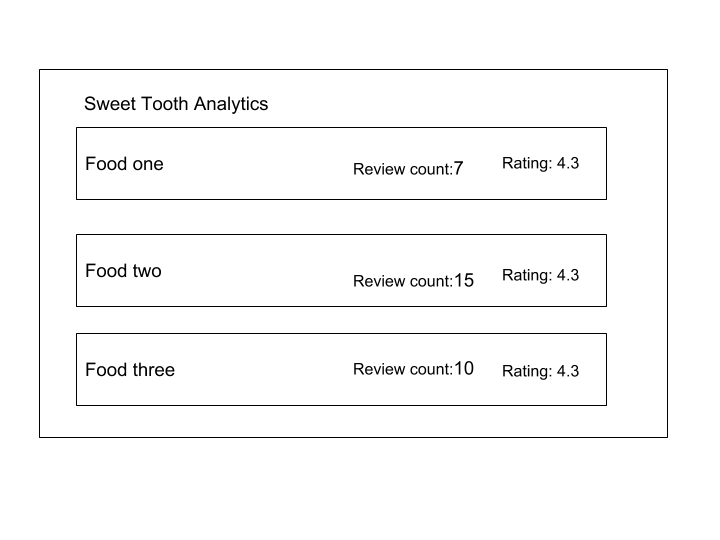 Sweet Tooth Analytics
Food one Review count:7 Rating: 4.3
Food two Review count:15 Rating: 4.3
Food three Review count:10 Rating: 4.3